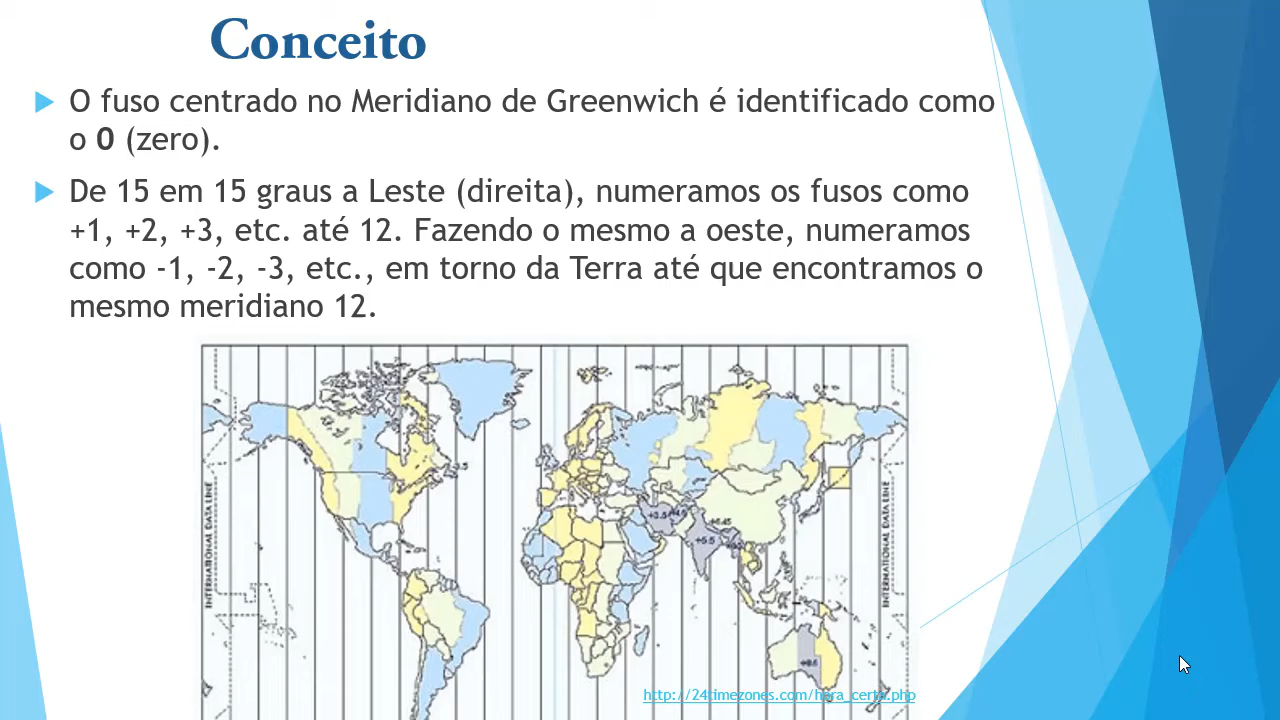 Conceito
O fuso centrado no Meridiano de Greenwich é identificado como
o 0 (zero).
De 15 em 15 graus a Leste (direita), numeramos os fusos como
+1, +2, +3, etc. até 12. Fazendo o mesmo a oeste, numeramos
como -1, -2, -3, etc., em torno da Terra até que encontramos o
mesmo meridiano 12.
INTERNATIONAL DATA LINE
+3.5
+5.5
INTERNATIONAL DATA LINE
http://24timezones.com/hora_certa.php